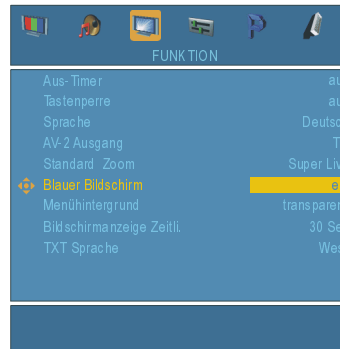 FUNKTION
Aus-Timer au
Tastenperre au
Sprache Deutsc
AV-2 Ausgang T
Standard Zoom Super Liv
Blauer Bildschirm e
Menühintergrund transparen
Bildschirmanzeige Zeitli. 30 Se
TXT Sprache Wes